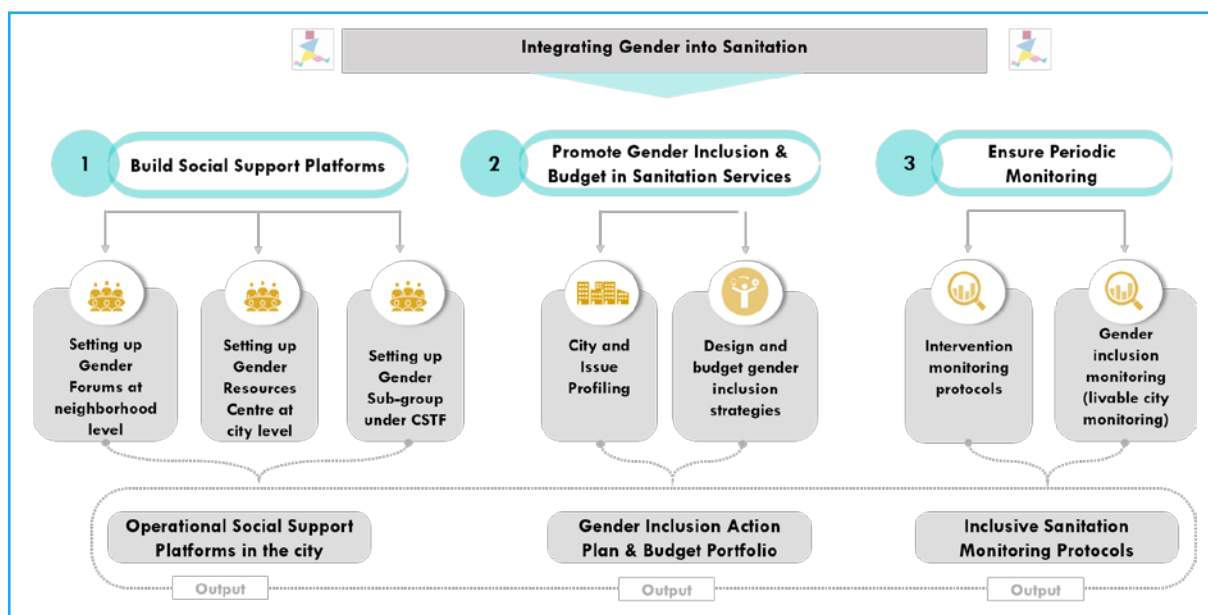 Integrating Gender into Sanitation
1
Build Social Support Platforms
2
Promote Gender Inclusion &
Budget in Sanitation Services
3
Ensure Periodic
Monitoring
Setting up
Gender
Forums at
neighborhood
level
Setting up
Gender
Resources
Centre at
city level
Setting up
Gender
Sub-group
under CSTF
City and
Issue
Profiling
Design and
budget gender
inclusion
strategies
Intervention
monitoring
protocols
Gender
inclusion
monitoring
(livable city
monitoring)
Operational Social Support
Platforms in the city
Gender Inclusion Action
Plan & Budget Portfolio
Inclusive Sanitation
Monitoring Protocols
Output
Output
Output